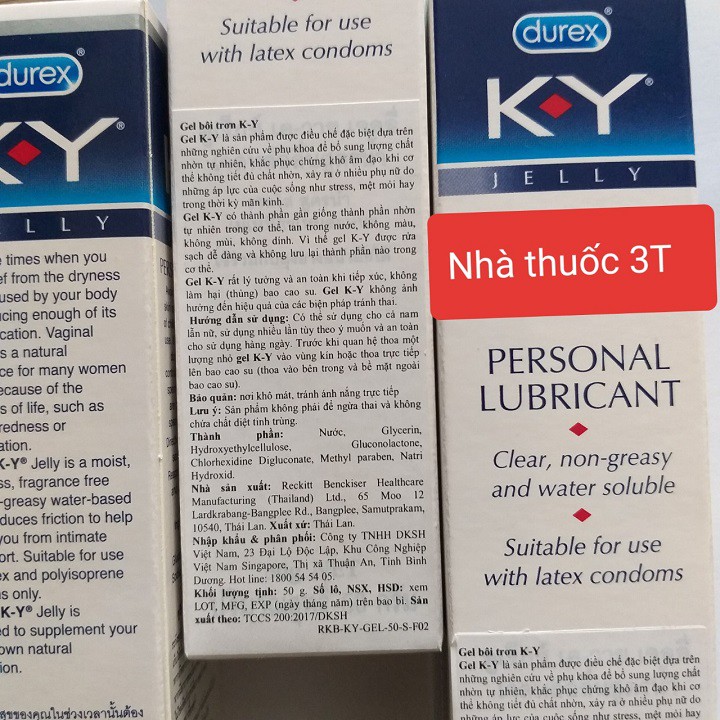 durex
K-Y®
JELLY
times when you
ef from the dryness
used by your body
ucing enough of its
cation. Vaginal
s a natural
ce for many women
ecause of the
s of life, such as
redness or
ation.
K-Y® Jelly is a moist,
ss, fragrance free
-greasy water-based
duces friction to help
you from intimate
ort. Suitable for use
ex and polyisoprene
s only.
K-Y® Jelly is
ed to supplement your
own natural
ion.
Suitable for use
with latex condoms
Gel bôi trơn K-Y
Gel K-Y là sản phẩm được điều chế đặc biệt dựa trên
những nghiên cứu về phụ khoa để bổ sung lượng chất
nhờn tự nhiên, khắc phục chứng khô âm đạo khi cơ
thể không tiết đủ chất nhờn, xảy ra ở nhiều phụ nữ do
những áp lực của cuộc sống như stress, mệt mỏi hay
trong thời kỳ mãn kinh.
Gel K-Y có thành phần gần giống thành phần nhờn
tự nhiên trong cơ thể, tan trong nước, không màu,
không mùi, không dính. Vì thế gel K-Y được rửa
sạch dễ dàng và không lưu lại thành phần nào trong
cơ thể.
Gel K-Y rất lý tưởng và an toàn khi tiếp xúc, không
làm hại (thủng) bao cao su. Gel K-Y không ảnh
hưởng đến hiệu quả của các biện pháp tránh thai.
Hướng dẫn sử dụng: Có thể sử dụng cho cả nam
lẫn nữ, sử dụng nhiều lần tùy theo ý muốn và an toàn
cho sử dụng hàng ngày. Trước khi quan hệ thoa một
lượng nhỏ gel K-Y vào vùng kín hoặc thoa trực tiếp
lên bao cao su (thoa vào bên trong và bề mặt ngoài
bao cao su).
Bảo quản: nơi khô mát, tránh ánh nắng trực tiếp
Lưu ý: Sản phẩm không phải để ngừa thai và không
chứa chất diệt tinh trùng.
Thành phần: Nước, Glycerin,
Hydroxyethylcellulose, Gluconolactone,
Chlorhexidine Digluconate, Methyl paraben, Natri
Hydroxid.
Nhà sản xuất: Reckitt Benckiser Healthcare
Manufacturing (Thailand) Ltd., 65 Moo 12
Lardkrabang-Bangplee Rd., Bangplee, Samutprakarn,
10540, Thái Lan. Xuất xứ: Thái Lan.
Nhập khẩu & phân phối: Công ty TNHH DKSH
Việt Nam, 23 Đại Lộ Độc Lập, Khu Công Nghiệp
Việt Nam Singapore, Thị xã Thuận An, Tỉnh Bình
Dương. Hot line: 1800 54 54 05.
Khối lượng tịnh: 50 g. Số lô, NSX, HSD: xem
LOT, MFG, EXP (ngày tháng năm) trên bao bì. Sản
xuất theo: TCCS 200:2017/DKSH
RKB-KY-GEL-50-S-F02
durex
K-Y®
JELLY
Nhà thuốc 3T
PERSONAL
LUBRICANT
Clear, non-greasy
and water soluble
Suitable for use
with latex condoms
Gel bôi trơn K-Y
Gel K-Y là sản phẩm được điều chế đặc biệt dựa trên
những nghiên cứu về phụ khoa để bổ sung lượng chất
nhờn tự nhiên, khắc phục chứng khô âm đạo khi cơ
thể không tiết đủ chất nhờn, xảy ra ở nhiều phụ nữ do
những áp lực của cuộc sống như stress, mệt mỏi hay